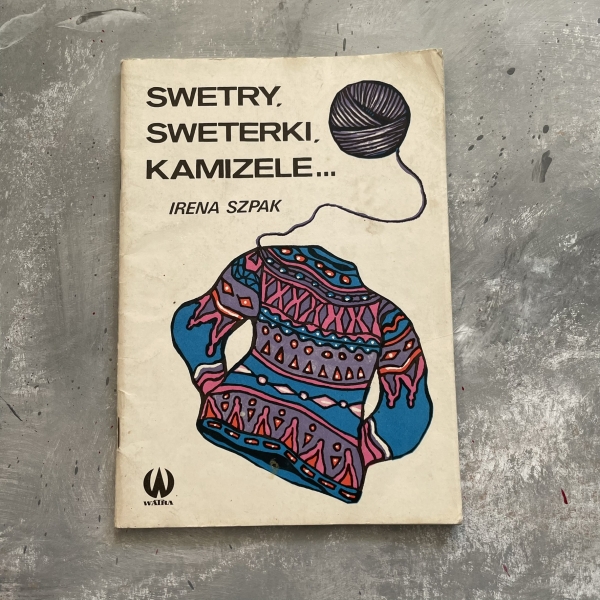 SWETRY,
SWETERKI,
KAMIZELE...
IRENA SZPAK
WATRA